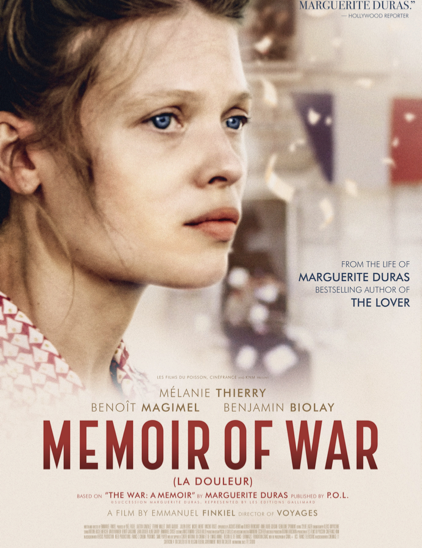 MARGUERITE DURAS.”
— HOLLYWOOD REPORTER
FROM THE LIFE OF
MARGUERITE DURAS
BESTSELLING AUTHOR OF
THE LOVER
MÉLANIE THIERRY
BENOÎT MAGIMEL BENJAMIN BIOLAY
MEMOIR OF WAR
(LA DOULEUR)
BASED ON “THE WAR: A MEMOIR” BY MARGUERITE DURAS PUBLISHED BY P.O.L.
A FILM BY EMMANUEL FINKIEL DIRECTOR OF VOYAGES